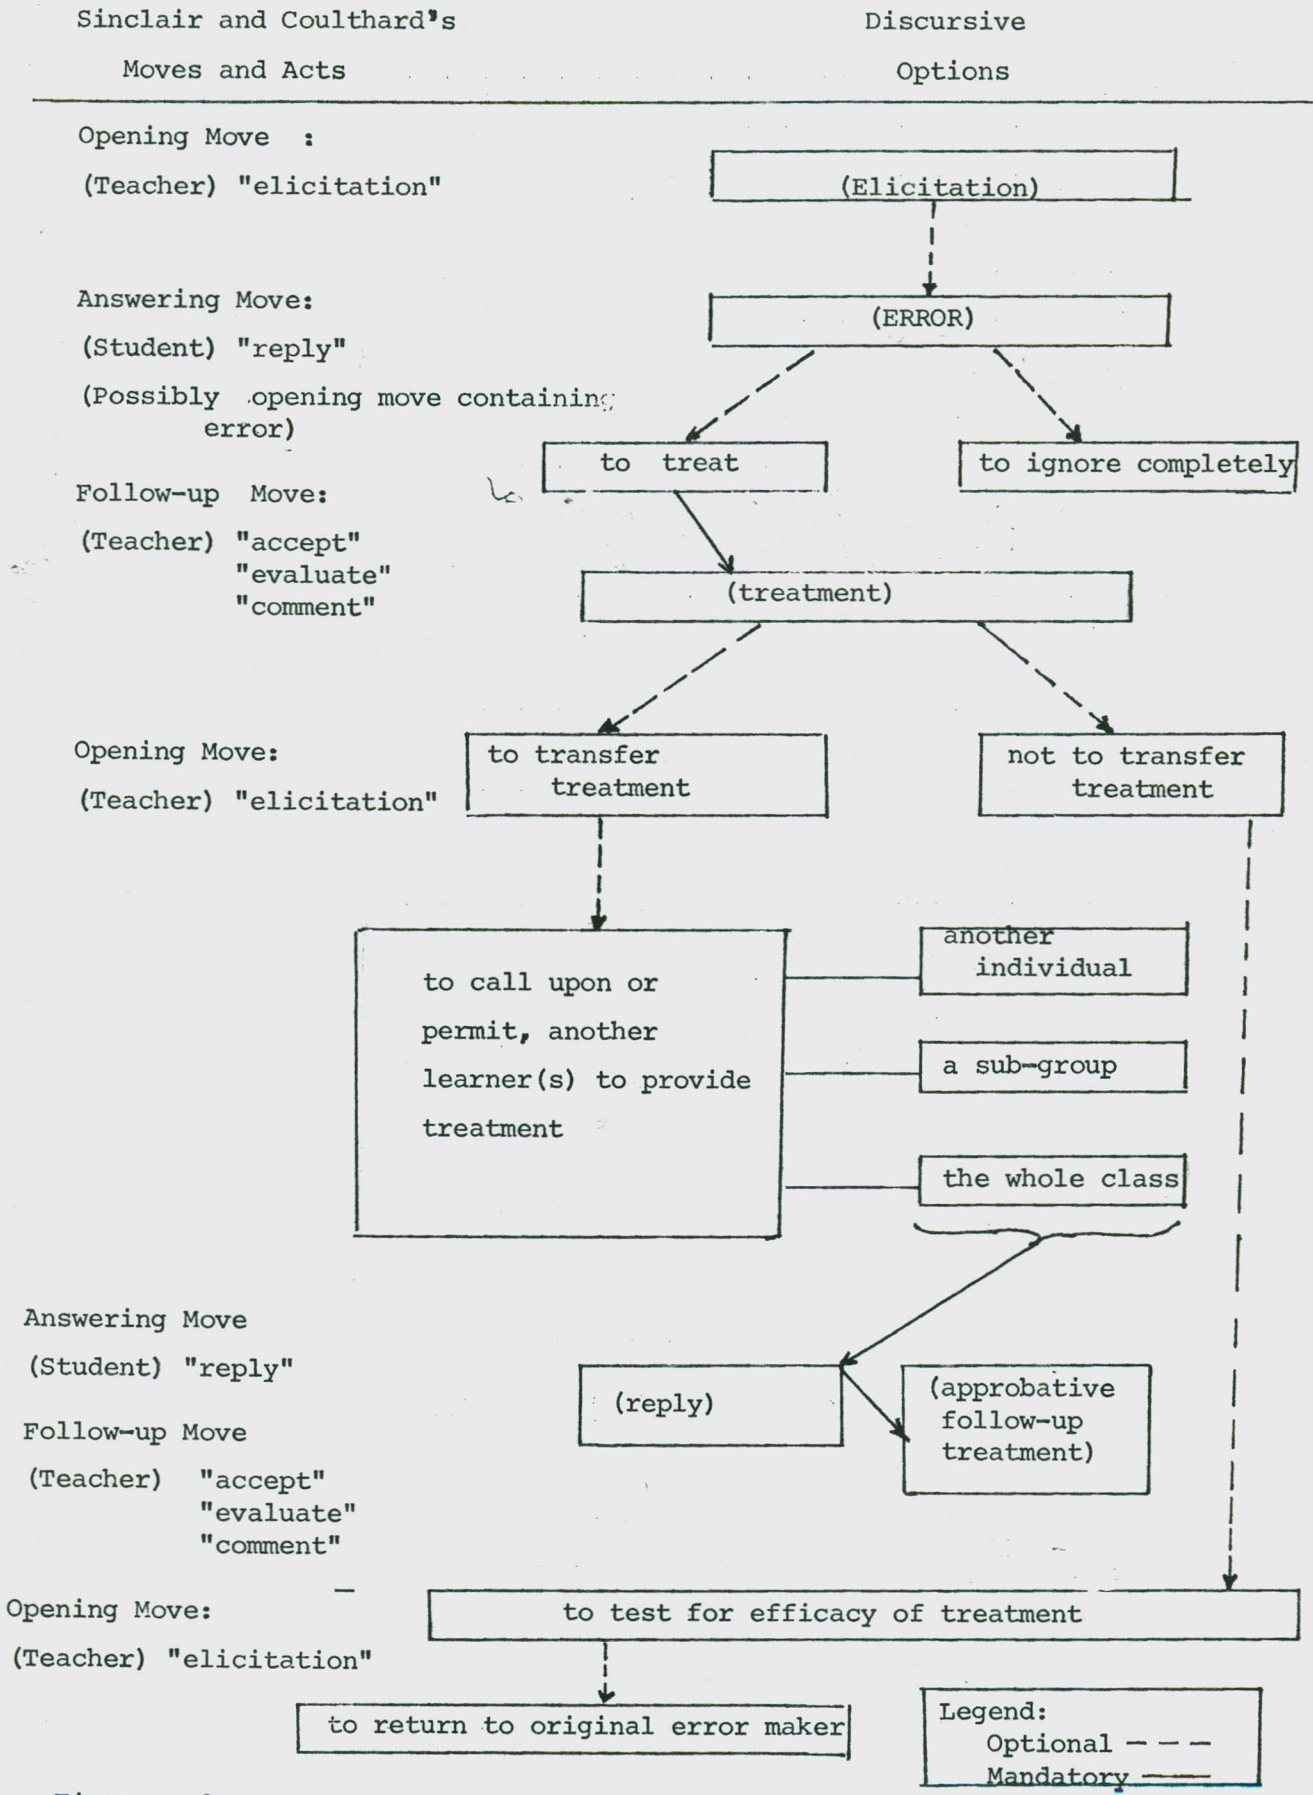 Sinclair and Coulthard's
Moves and Acts
Discursive
Options
Opening Move :
(Teacher) "elicitation"
(Elicitation)
Answering Move:
(Student) "reply"
(Possibly opening move containing
error)
(ERROR)
to treat
to ignore completely
Follow-up Move:
(Teacher) "accept"
"evaluate"
"comment"
(treatment)
Opening Move:
(Teacher) "elicitation"
to transfer
treatment
not to transfer
treatment
to call upon or
permit, another
learner(s) to provide
treatment
another
individual
a sub-group
the whole class
Answering Move
(Student) "reply"
(reply)
(approbative
follow-up
treatment)
Follow-up Move
(Teacher) "accept"
"evaluate"
"comment"
Opening Move:
(Teacher) "elicitation"
to test for efficacy of treatment
to return to original error maker
Legend:
Optional - - -
Mandatory ——